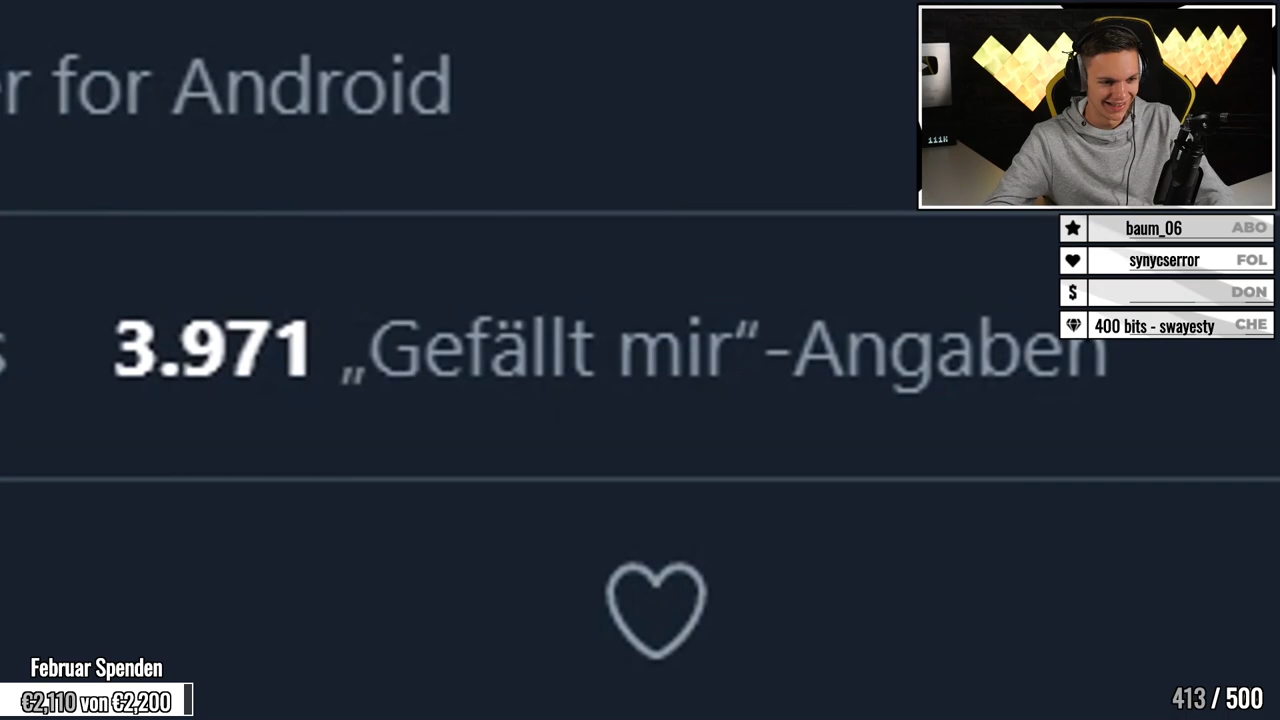 r for Android
111K
baum_06 ABO
synycserror FOL
$ DON
400 bits - swayesty CHE
3.971 „Gefällt mir“-Angaben
Februar Spenden
€2,110 von €2,200
413 / 500